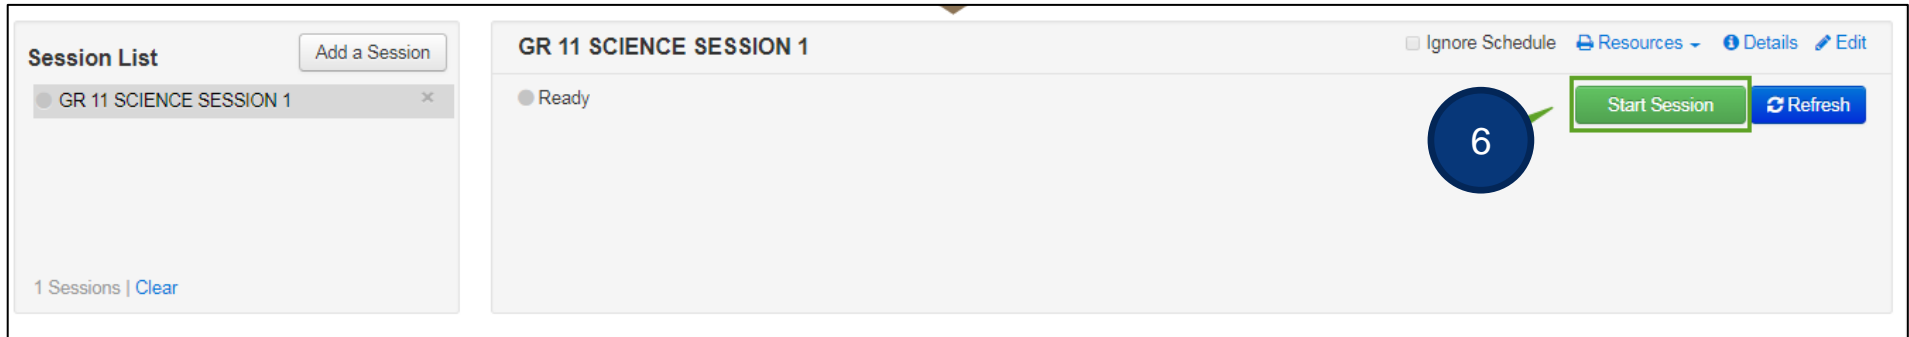 Session List
Add a Session
GR 11 SCIENCE SESSION 1
1 Sessions | Clear
GR 11 SCIENCE SESSION 1
Ignore Schedule Resources Details Edit
Ready
Start Session Refresh
6